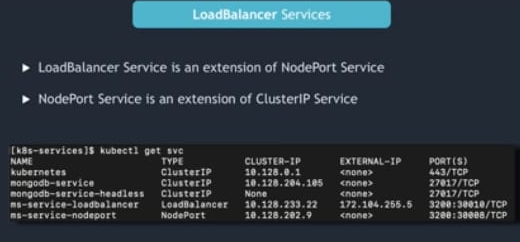 LoadBalancer Services
▶ LoadBalancer Service is an extension of NodePort Service
▶ NodePort Service is an extension of ClusterIP Service
[k8s-services]$ kubectl get svc
NAME TYPE CLUSTER-IP EXTERNAL-IP PORT(S)
kubernetes ClusterIP 10.128.0.1 <none> 443/TCP
mongodb-service ClusterIP 10.128.204.105 <none> 27017/TCP
mongodb-service-headless ClusterIP None <none> 27017/TCP
ms-service-loadbalancer LoadBalancer 10.128.233.22 172.104.255.5 3200:30010/TCP
ms-service-nodeport NodePort 10.128.202.9 <none> 3200:30008/TCP